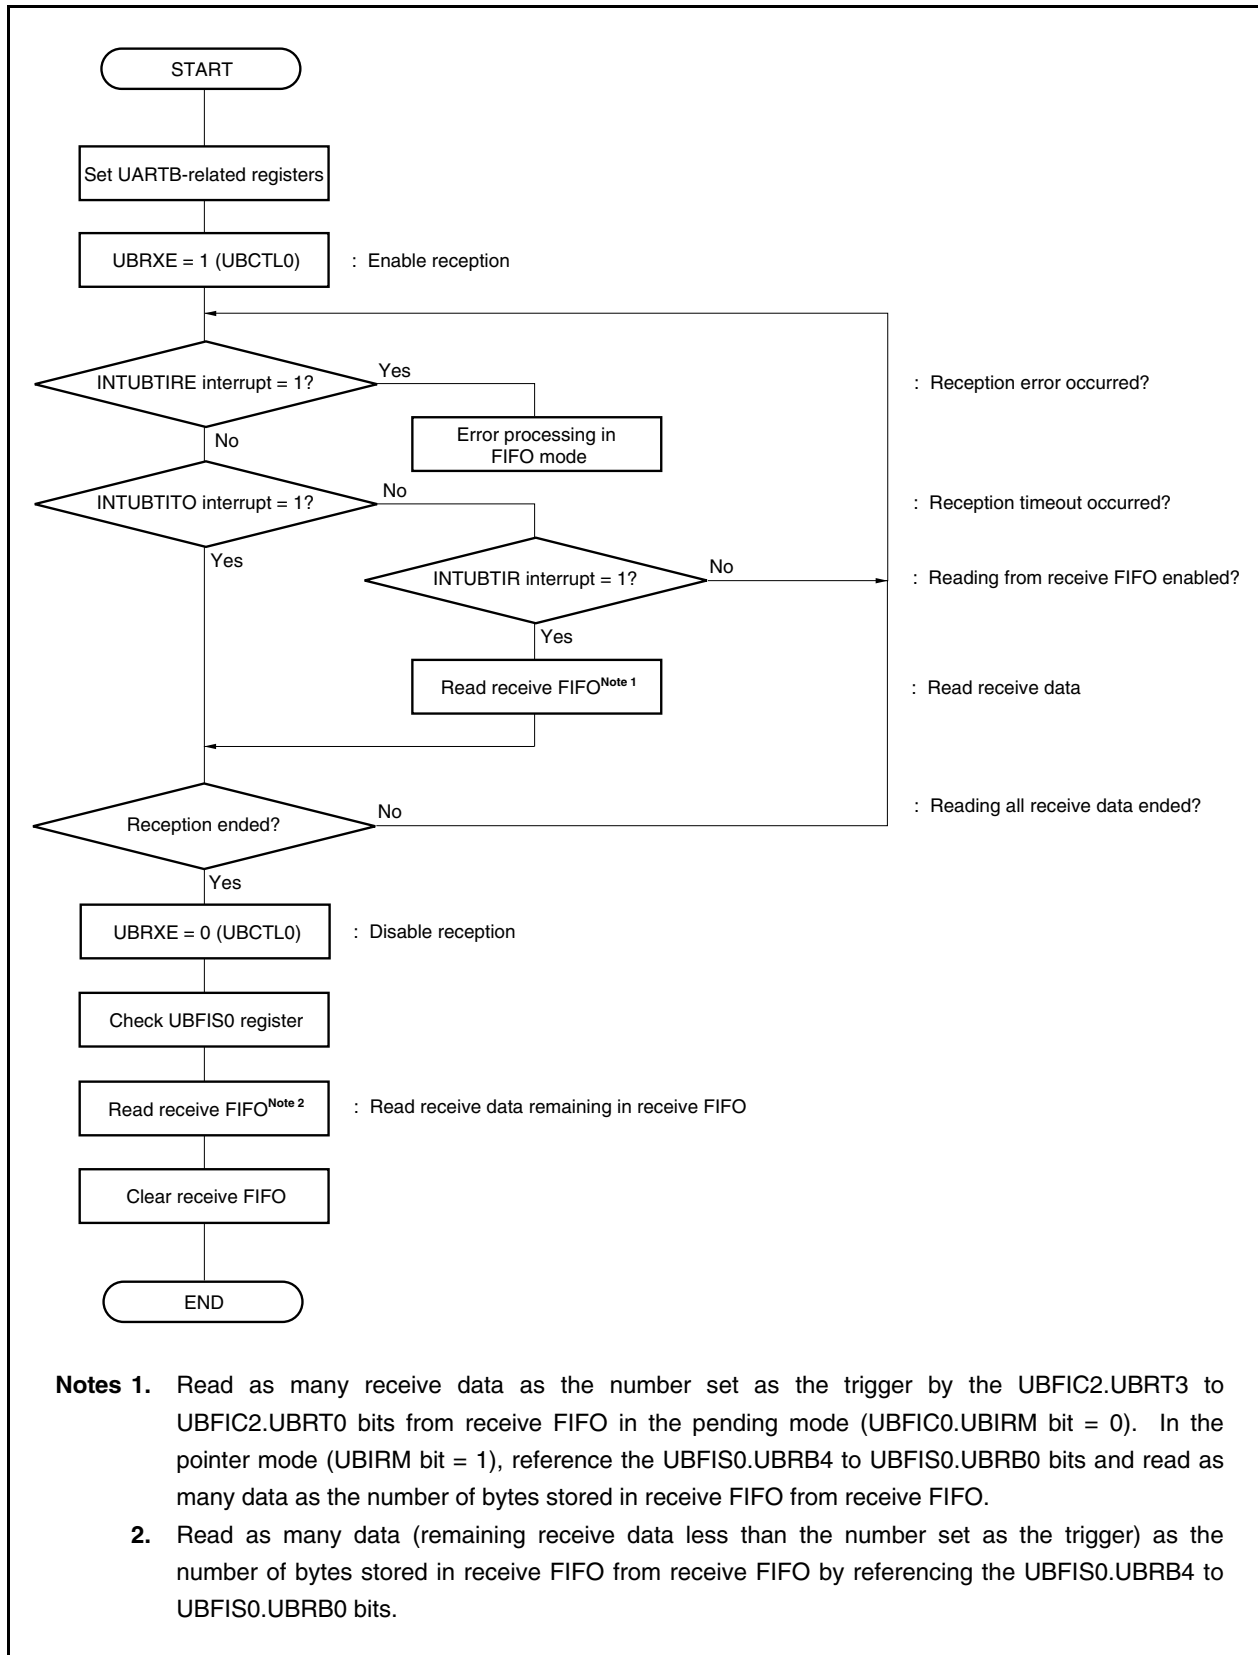 START
Set UARTB-related registers
UBRXE = 1 (UBCTL0)
: Enable reception
INTUBTIRE interrupt = 1?
Yes
: Reception error occurred?
No
Error processing in
FIFO mode
INTUBTITO interrupt = 1?
No
: Reception timeout occurred?
Yes
INTUBTIR interrupt = 1?
No
: Reading from receive FIFO enabled?
Yes
Read receive FIFONote 1
: Read receive data
Reception ended?
No
: Reading all receive data ended?
Yes
UBRXE = 0 (UBCTL0)
: Disable reception
Check UBFIS0 register
Read receive FIFONote 2
: Read receive data remaining in receive FIFO
Clear receive FIFO
END
Notes 1. Read as many receive data as the number set as the trigger by the UBFIC2.UBRT3 to
UBFIC2.UBRT0 bits from receive FIFO in the pending mode (UBFIC0.UBIRM bit = 0). In the
pointer mode (UBIRM bit = 1), reference the UBFIS0.UBRB4 to UBFIS0.UBRB0 bits and read as
many data as the number of bytes stored in receive FIFO from receive FIFO.
2. Read as many data (remaining receive data less than the number set as the trigger) as the
number of bytes stored in receive FIFO from receive FIFO by referencing the UBFIS0.UBRB4 to
UBFIS0.UBRB0 bits.